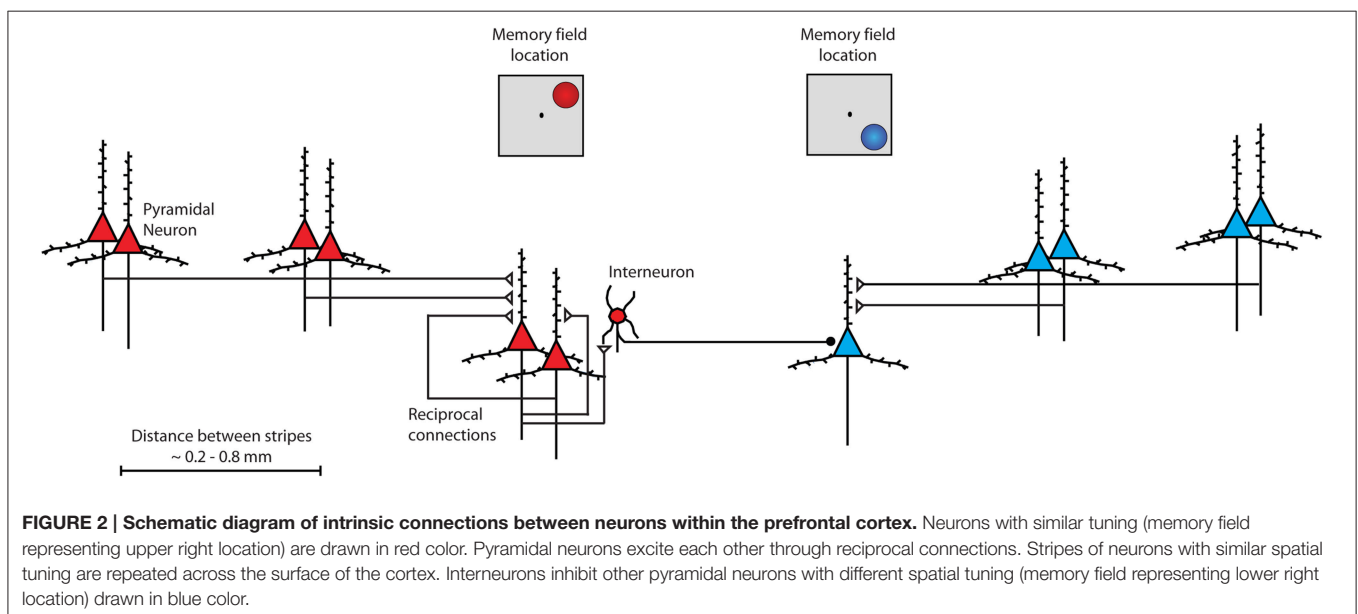 Memory field
location
Memory field
location
Pyramidal
Neuron
Interneuron
Reciprocal
connections
Distance between stripes
~ 0.2 - 0.8 mm
FIGURE 2 | Schematic diagram of intrinsic connections between neurons within the prefrontal cortex. Neurons with similar tuning (memory field
representing upper right location) are drawn in red color. Pyramidal neurons excite each other through reciprocal connections. Stripes of neurons with similar spatial
tuning are repeated across the surface of the cortex. Interneurons inhibit other pyramidal neurons with different spatial tuning (memory field representing lower right
location) drawn in blue color.